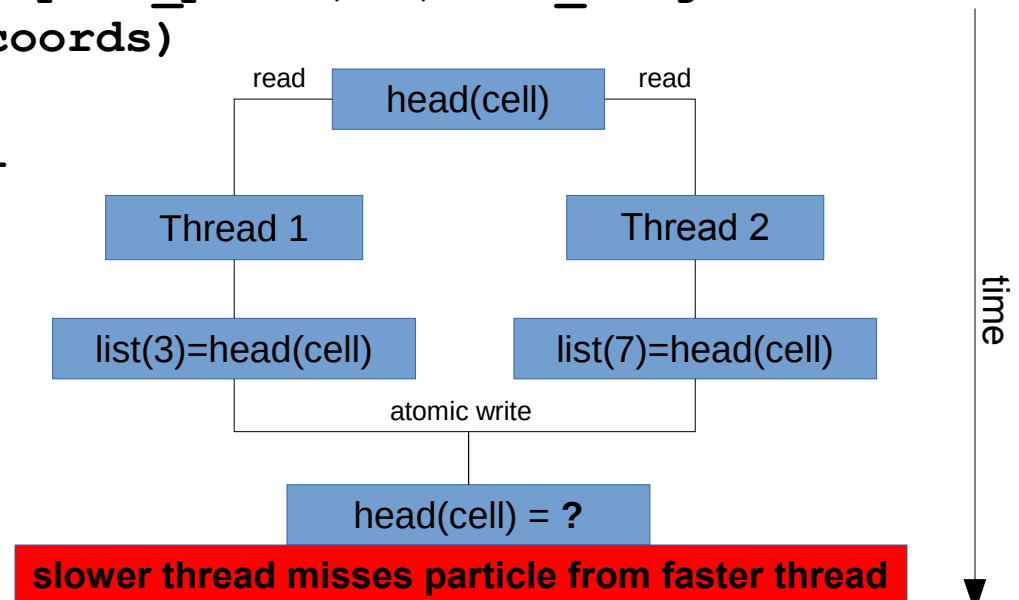 coords)
read
read
head(cell)
Thread 1
Thread 2
time
list(3)=head(cell)
list(7)=head(cell)
atomic write
head(cell) = ?
slower thread misses particle from faster thread